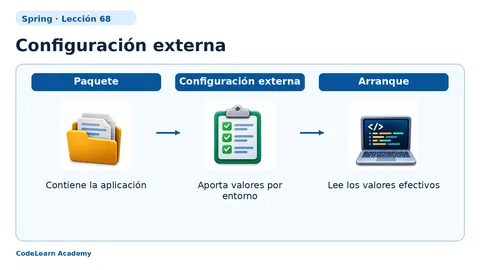 Spring · Lección 68
Configuración externa
Paquete
Configuración externa
Arranque
</>
Contiene la aplicación
Aporta valores por
entorno
Lee los valores efectivos
CodeLearn Academy